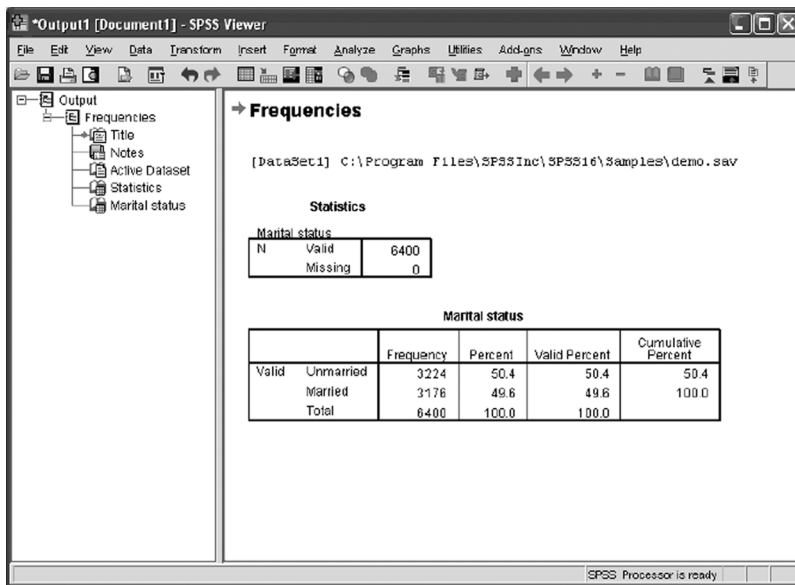 *Output1 [Document1] - SPSS Viewer
File Edit View Data Transform Insert Format Analyze Graphs Utilities Add-ons Window Help
Output
Frequencies
Title
Notes
Active Dataset
Statistics
Marital status
Frequencies
[DataSet1] C:\Program Files\SPSSInc\SPSS16\Samples\demo.sav
Statistics
Marital status
N Valid 6400
Missing 0
Marital status
Frequency Percent Valid Percent Cumulative Percent
Valid Unmarried 3224 50.4 50.4 50.4
Married 3176 49.6 49.6 100.0
Total 6400 100.0 100.0
SPSS Processor is ready